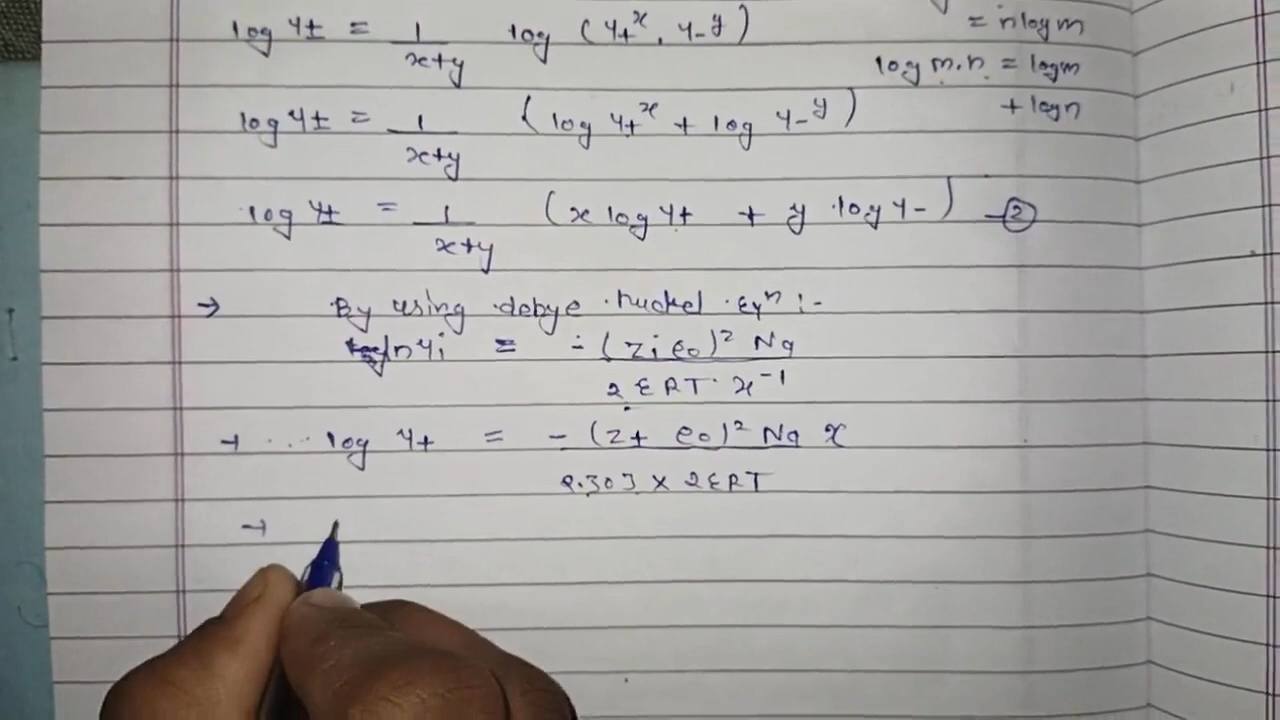 log γ± = 1/(x+y) log (γ+^x . γ-^y)
= n log m
log m.n = log m
+ log n
log γ± = 1/(x+y) (log γ+^x + log γ-^y)
log γ± = 1/(x+y) (x log γ+ + y log γ-) —②
→ By using debye huckel Eqn :-
ln γi = - (zi e0)² Na / 2 ε RT . x^-1
→ ... log γ+ = - (z+ e0)² Na x / 2.303 × 2 ε RT
→